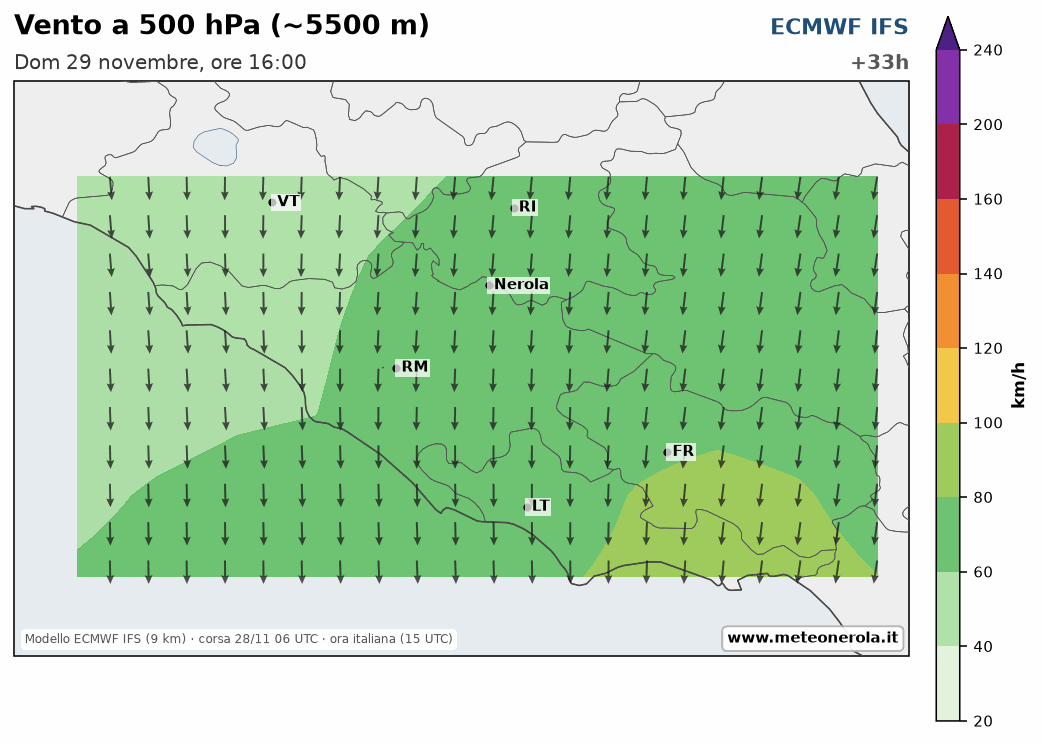 Vento a 500 hPa (~5500 m)
ECMWF IFS
Dom 29 novembre, ore 16:00
+33h
VT
RI
Nerola
RM
FR
LT
240
200
160
140
120
100
80
60
40
20
km/h
Modello ECMWF IFS (9 km) · corsa 28/11 06 UTC · ora italiana (15 UTC)
www.meteonerola.it